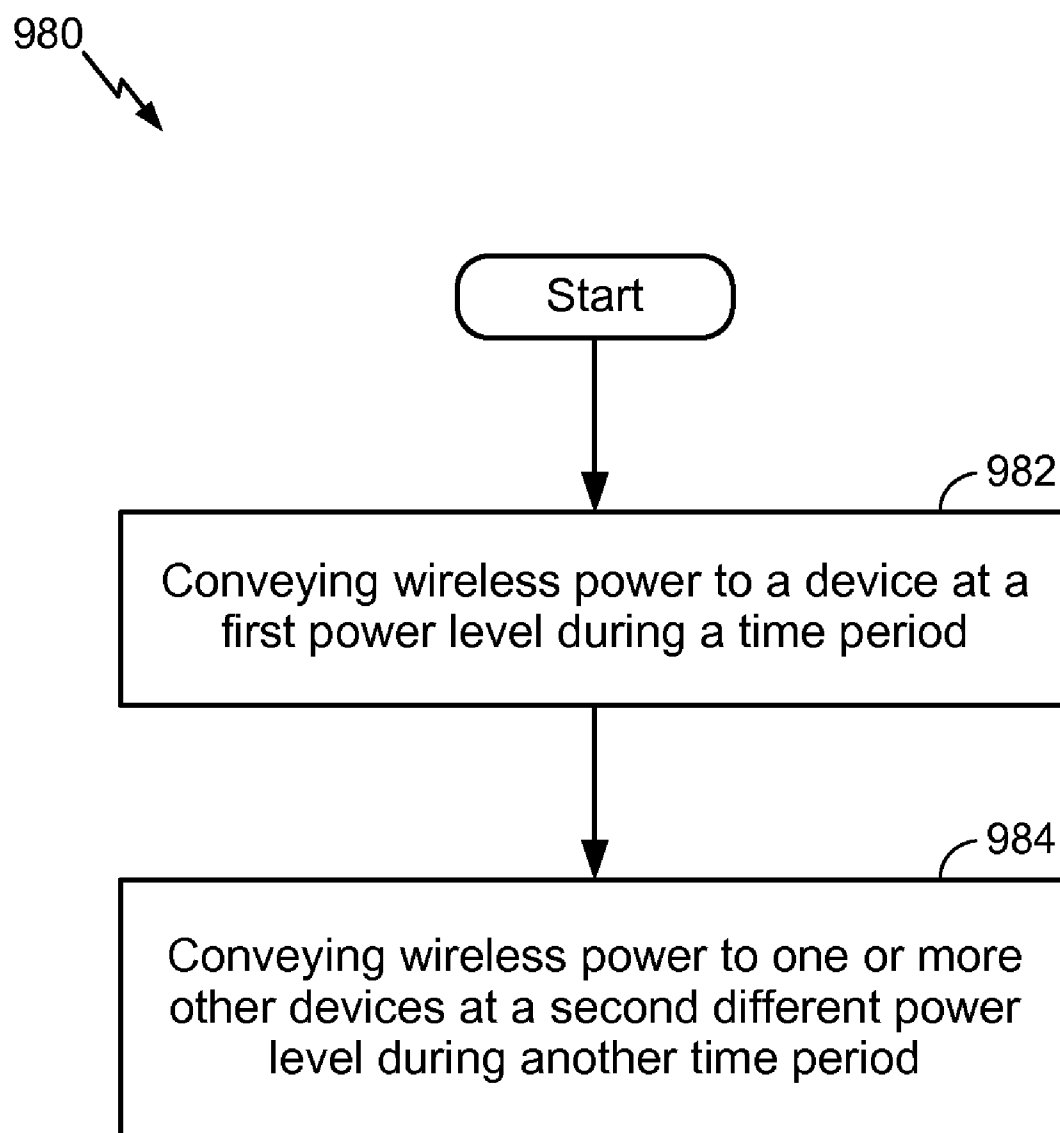 980
Start
982
Conveying wireless power to a device at a
first power level during a time period
984
Conveying wireless power to one or more
other devices at a second different power
level during another time period